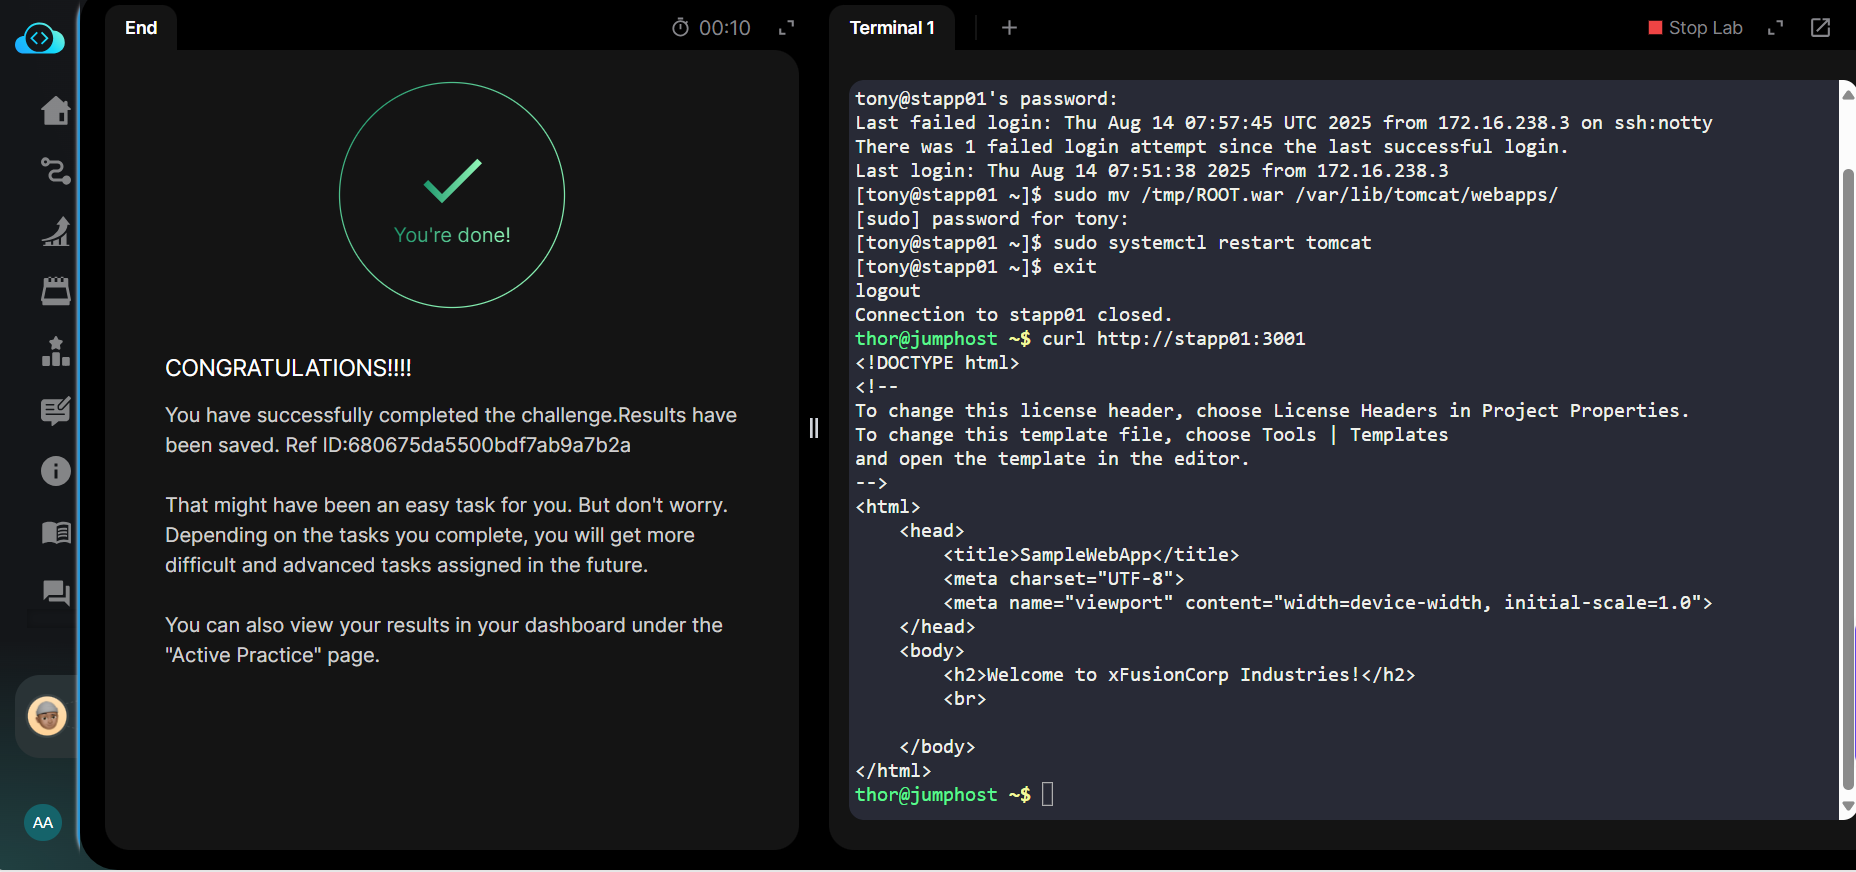 End
00:10
You're done!
CONGRATULATIONS!!!!
You have successfully completed the challenge.Results have
been saved. Ref ID:680675da5500bdf7ab9a7b2a
That might have been an easy task for you. But don't worry.
Depending on the tasks you complete, you will get more
difficult and advanced tasks assigned in the future.
You can also view your results in your dashboard under the
"Active Practice" page.
AA
Terminal 1
+
Stop Lab
tony@stapp01's password:
Last failed login: Thu Aug 14 07:57:45 UTC 2025 from 172.16.238.3 on ssh:notty
There was 1 failed login attempt since the last successful login.
Last login: Thu Aug 14 07:51:38 2025 from 172.16.238.3
[tony@stapp01 ~]$ sudo mv /tmp/ROOT.war /var/lib/tomcat/webapps/
[sudo] password for tony:
[tony@stapp01 ~]$ sudo systemctl restart tomcat
[tony@stapp01 ~]$ exit
logout
Connection to stapp01 closed.
thor@jumphost ~$ curl http://stapp01:3001
<!DOCTYPE html>
<!--
To change this license header, choose License Headers in Project Properties.
To change this template file, choose Tools | Templates
and open the template in the editor.
-->
<html>
    <head>
        <title>SampleWebApp</title>
        <meta charset="UTF-8">
        <meta name="viewport" content="width=device-width, initial-scale=1.0">
    </head>
    <body>
        <h2>Welcome to xFusionCorp Industries!</h2>
        <br>
    </body>
</html>
thor@jumphost ~$